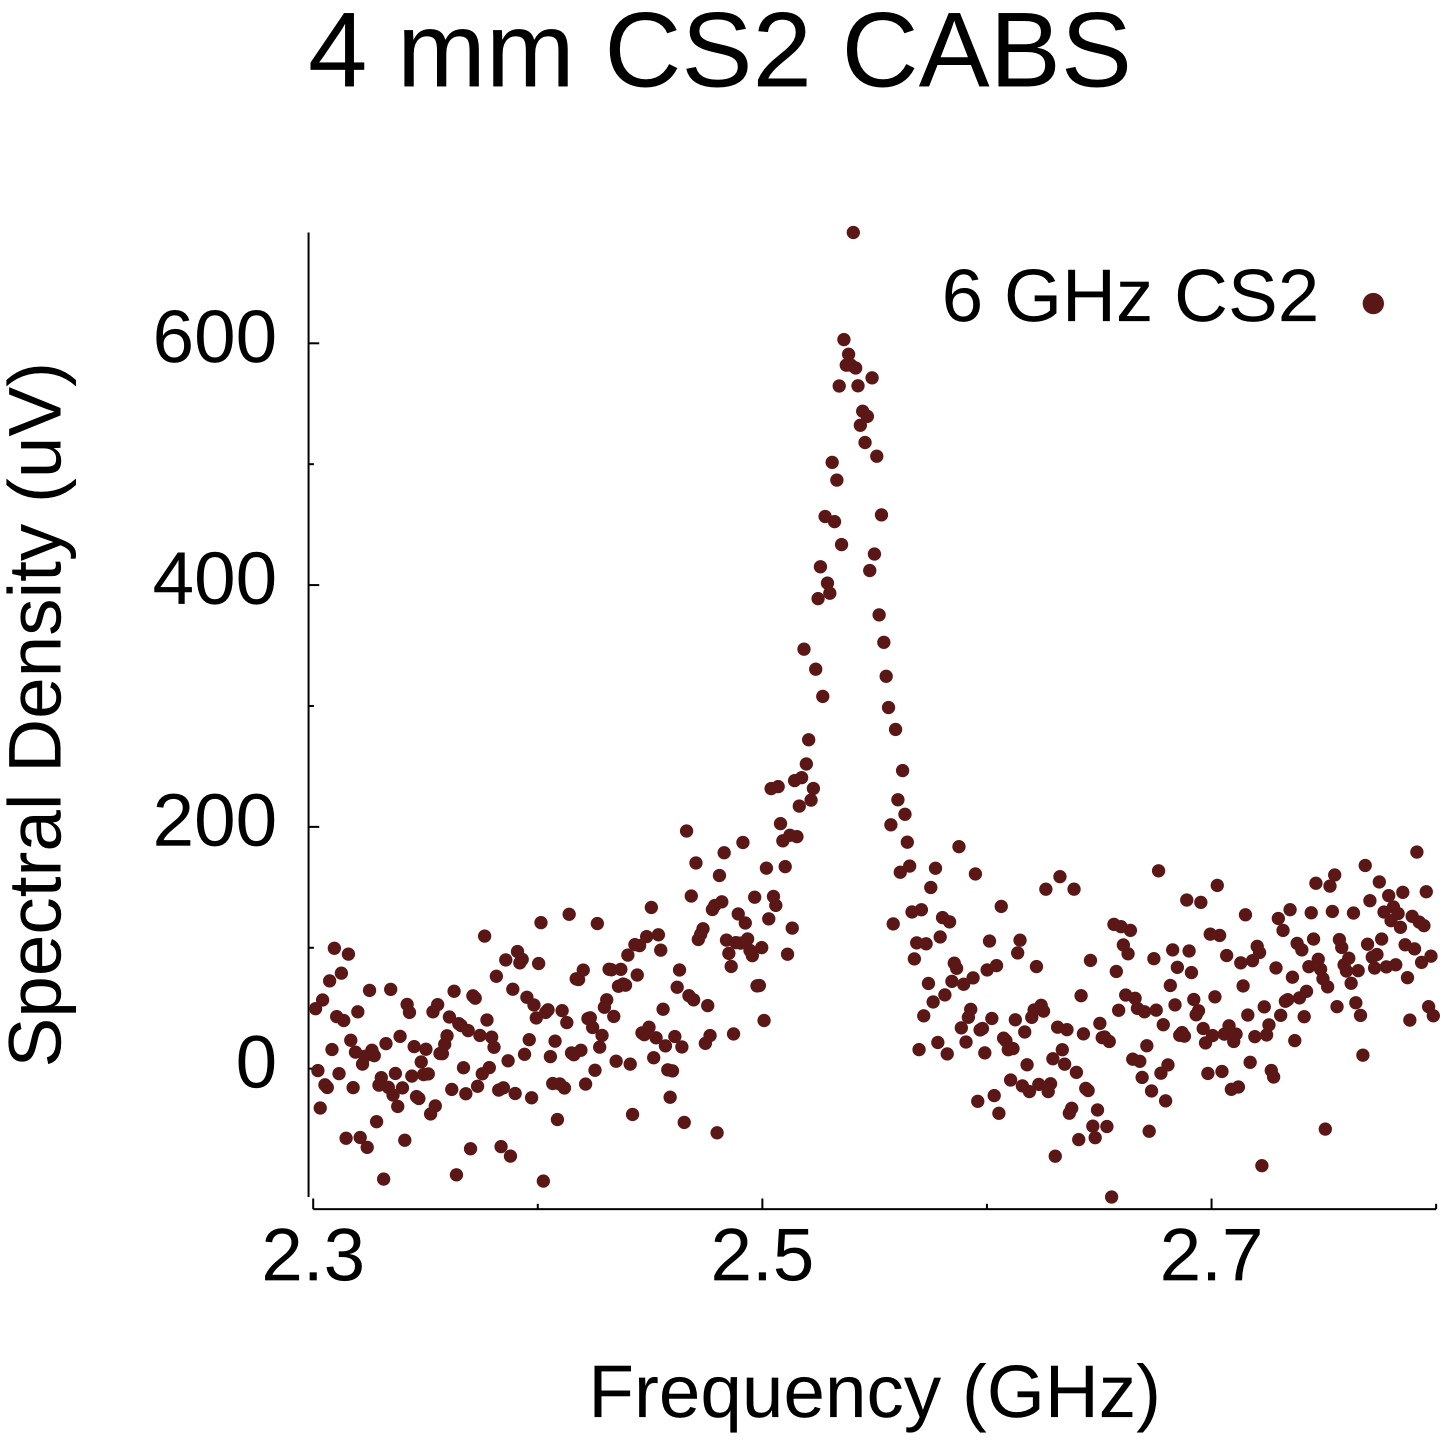 4 mm CS2 CABS
6 GHz CS2
600
400
200
0
Spectral Density (uV)
2.3 2.5 2.7
Frequency (GHz)